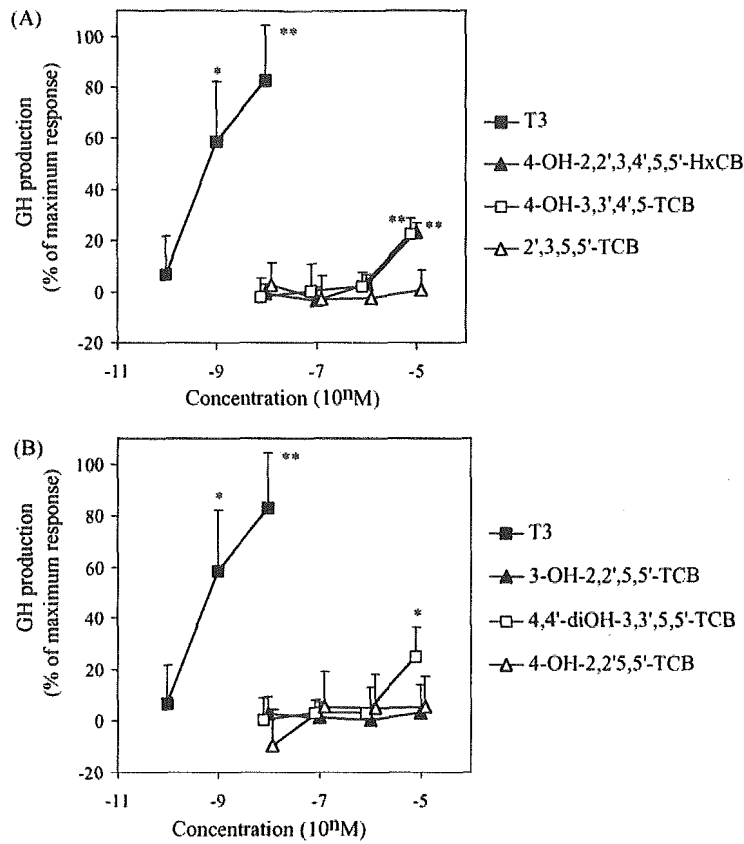 (A)
GH production
(% of maximum response)
100
80
60
40
20
0
-20
-11
-9
-7
-5
Concentration (10ⁿM)
*
**
**
**
T3
4-OH-2,2',3,4',5,5'-HxCB
4-OH-3,3',4',5-TCB
2',3,5,5'-TCB
(B)
GH production
(% of maximum response)
100
80
60
40
20
0
-20
-11
-9
-7
-5
Concentration (10ⁿM)
*
**
*
T3
3-OH-2,2',5,5'-TCB
4,4'-diOH-3,3',5,5'-TCB
4-OH-2,2'5,5'-TCB